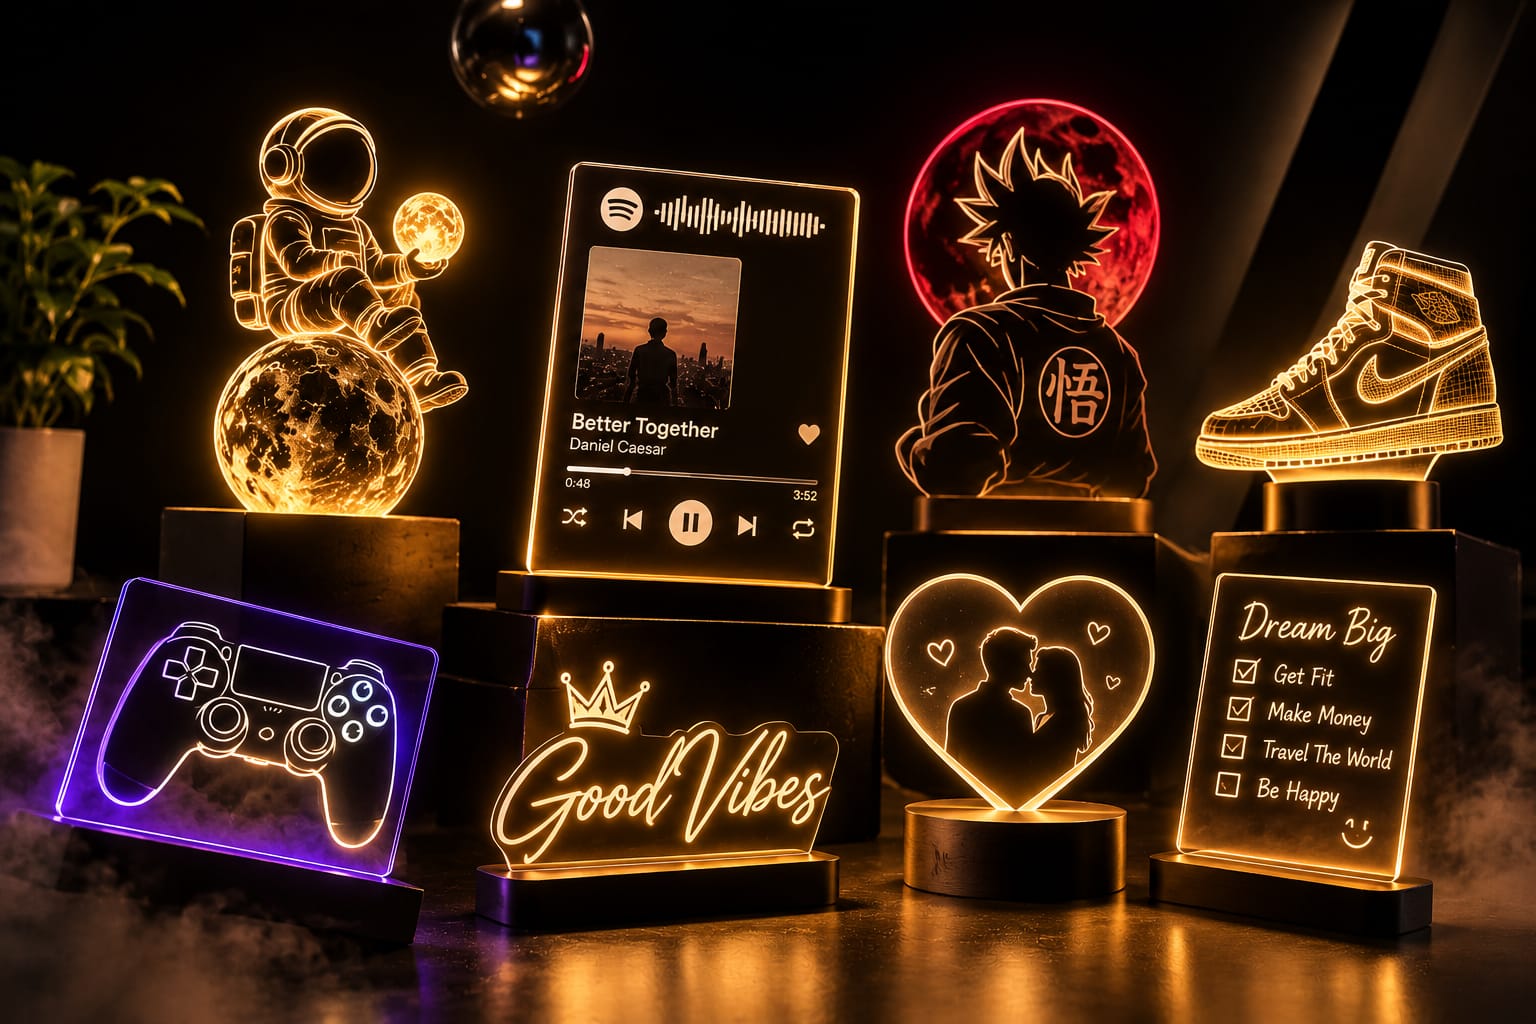 Better Together
Daniel Caesar
0:48
3:52
悟
Good Vibes
Dream Big
Get Fit
Make Money
Travel The World
Be Happy